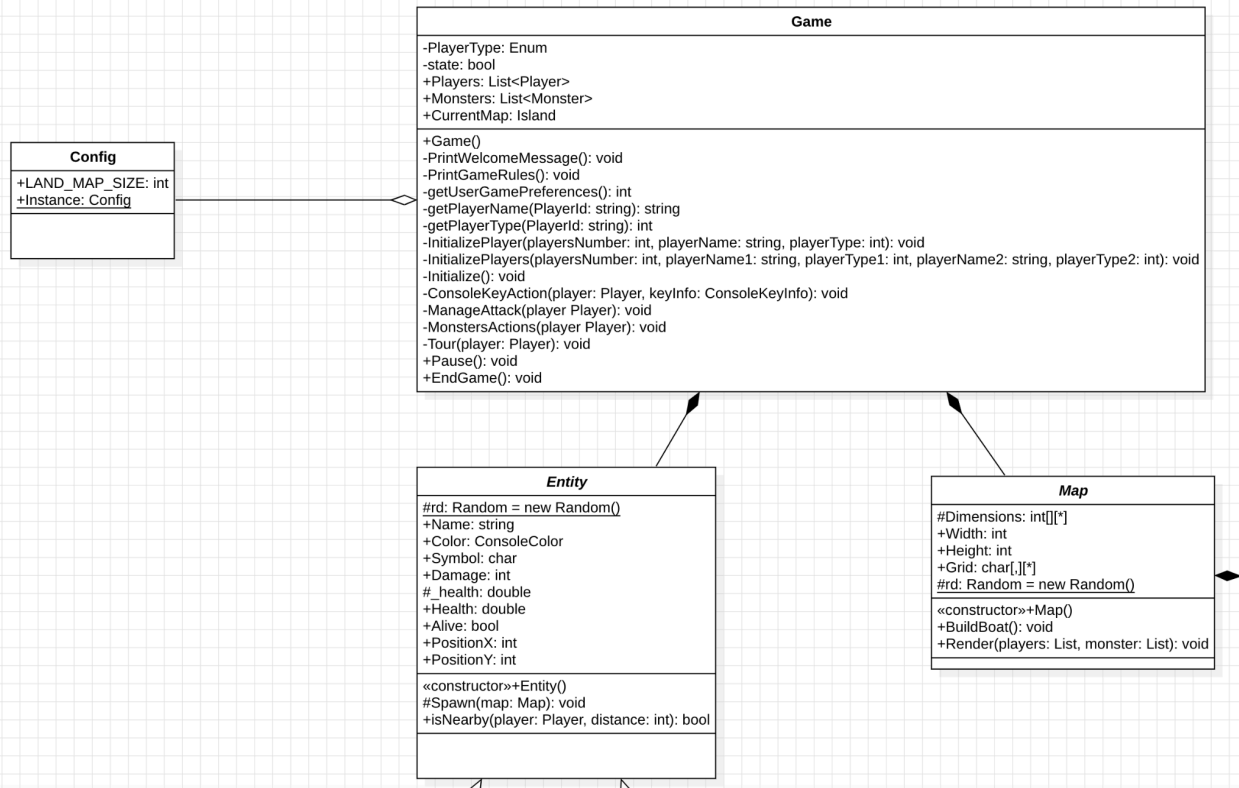 Game
-PlayerType: Enum
-state: bool
+Players: List<Player>
+Monsters: List<Monster>
+CurrentMap: Island
+Game()
-PrintWelcomeMessage(): void
-PrintGameRules(): void
-getUserGamePreferences(): int
-getPlayerName(PlayerId: string): string
-getPlayerType(PlayerId: string): int
-InitializePlayer(playersNumber: int, playerName: string, playerType: int): void
-InitializePlayers(playersNumber: int, playerName1: string, playerType1: int, playerName2: string, playerType2: int): void
-Initialize(): void
-ConsoleKeyAction(player: Player, keyInfo: ConsoleKeyInfo): void
-ManageAttack(player Player): void
-MonstersActions(player Player): void
-Tour(player: Player): void
+Pause(): void
+EndGame(): void
Config
+LAND_MAP_SIZE: int
+Instance: Config
Entity
#rd: Random = new Random()
+Name: string
+Color: ConsoleColor
+Symbol: char
+Damage: int
#_health: double
+Health: double
+Alive: bool
+PositionX: int
+PositionY: int
«constructor»+Entity()
#Spawn(map: Map): void
+isNearby(player: Player, distance: int): bool
Map
#Dimensions: int[][*]
+Width: int
+Height: int
+Grid: char[,][*]
#rd: Random = new Random()
«constructor»+Map()
+BuildBoat(): void
+Render(players: List, monster: List): void